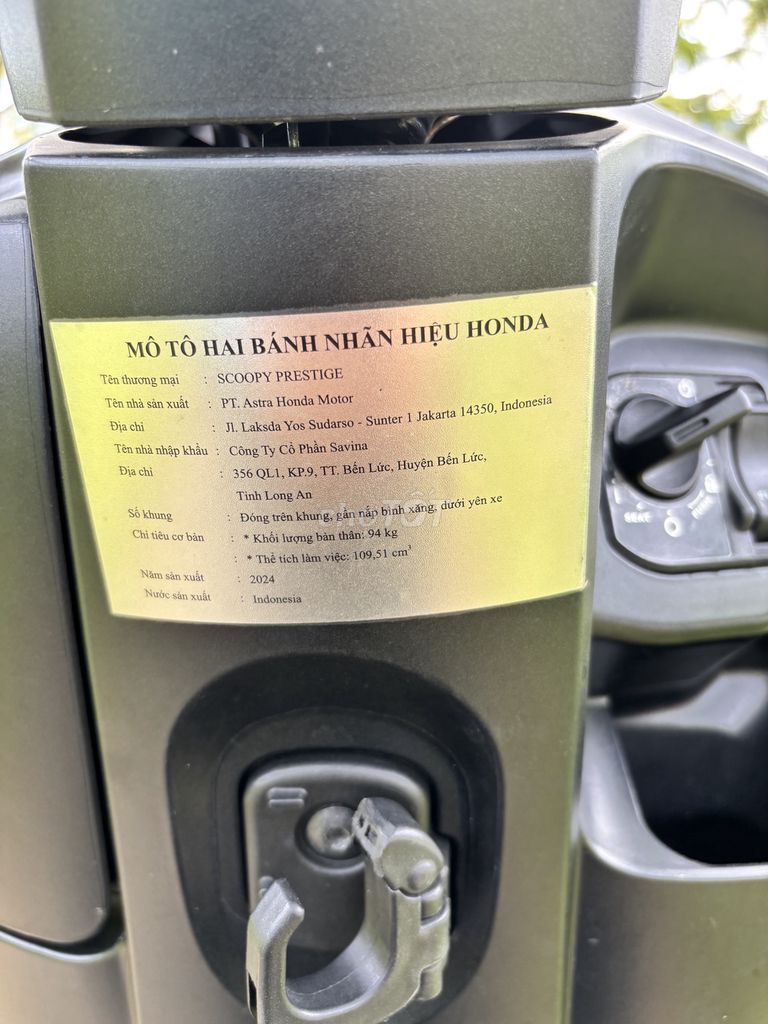 MÔ TÔ HAI BÁNH NHÃN HIỆU HONDA
Tên thương mại : SCOOPY PRESTIGE
Tên nhà sản xuất : PT. Astra Honda Motor
Địa chỉ : Jl. Laksda Yos Sudarso - Sunter 1 Jakarta 14350, Indonesia
Tên nhà nhập khẩu : Công Ty Cổ Phần Savina
Địa chỉ : 356 QL1, KP.9, TT. Bến Lức, Huyện Bến Lức,
Tỉnh Long An
Số khung : Đóng trên khung, gần nắp bình xăng, dưới yên xe
Chỉ tiêu cơ bản : * Khối lượng bản thân: 94 kg
: * Thể tích làm việc: 109,51 cm³
Năm sản xuất : 2024
Nước sản xuất : Indonesia
chợTỐT
SEAT